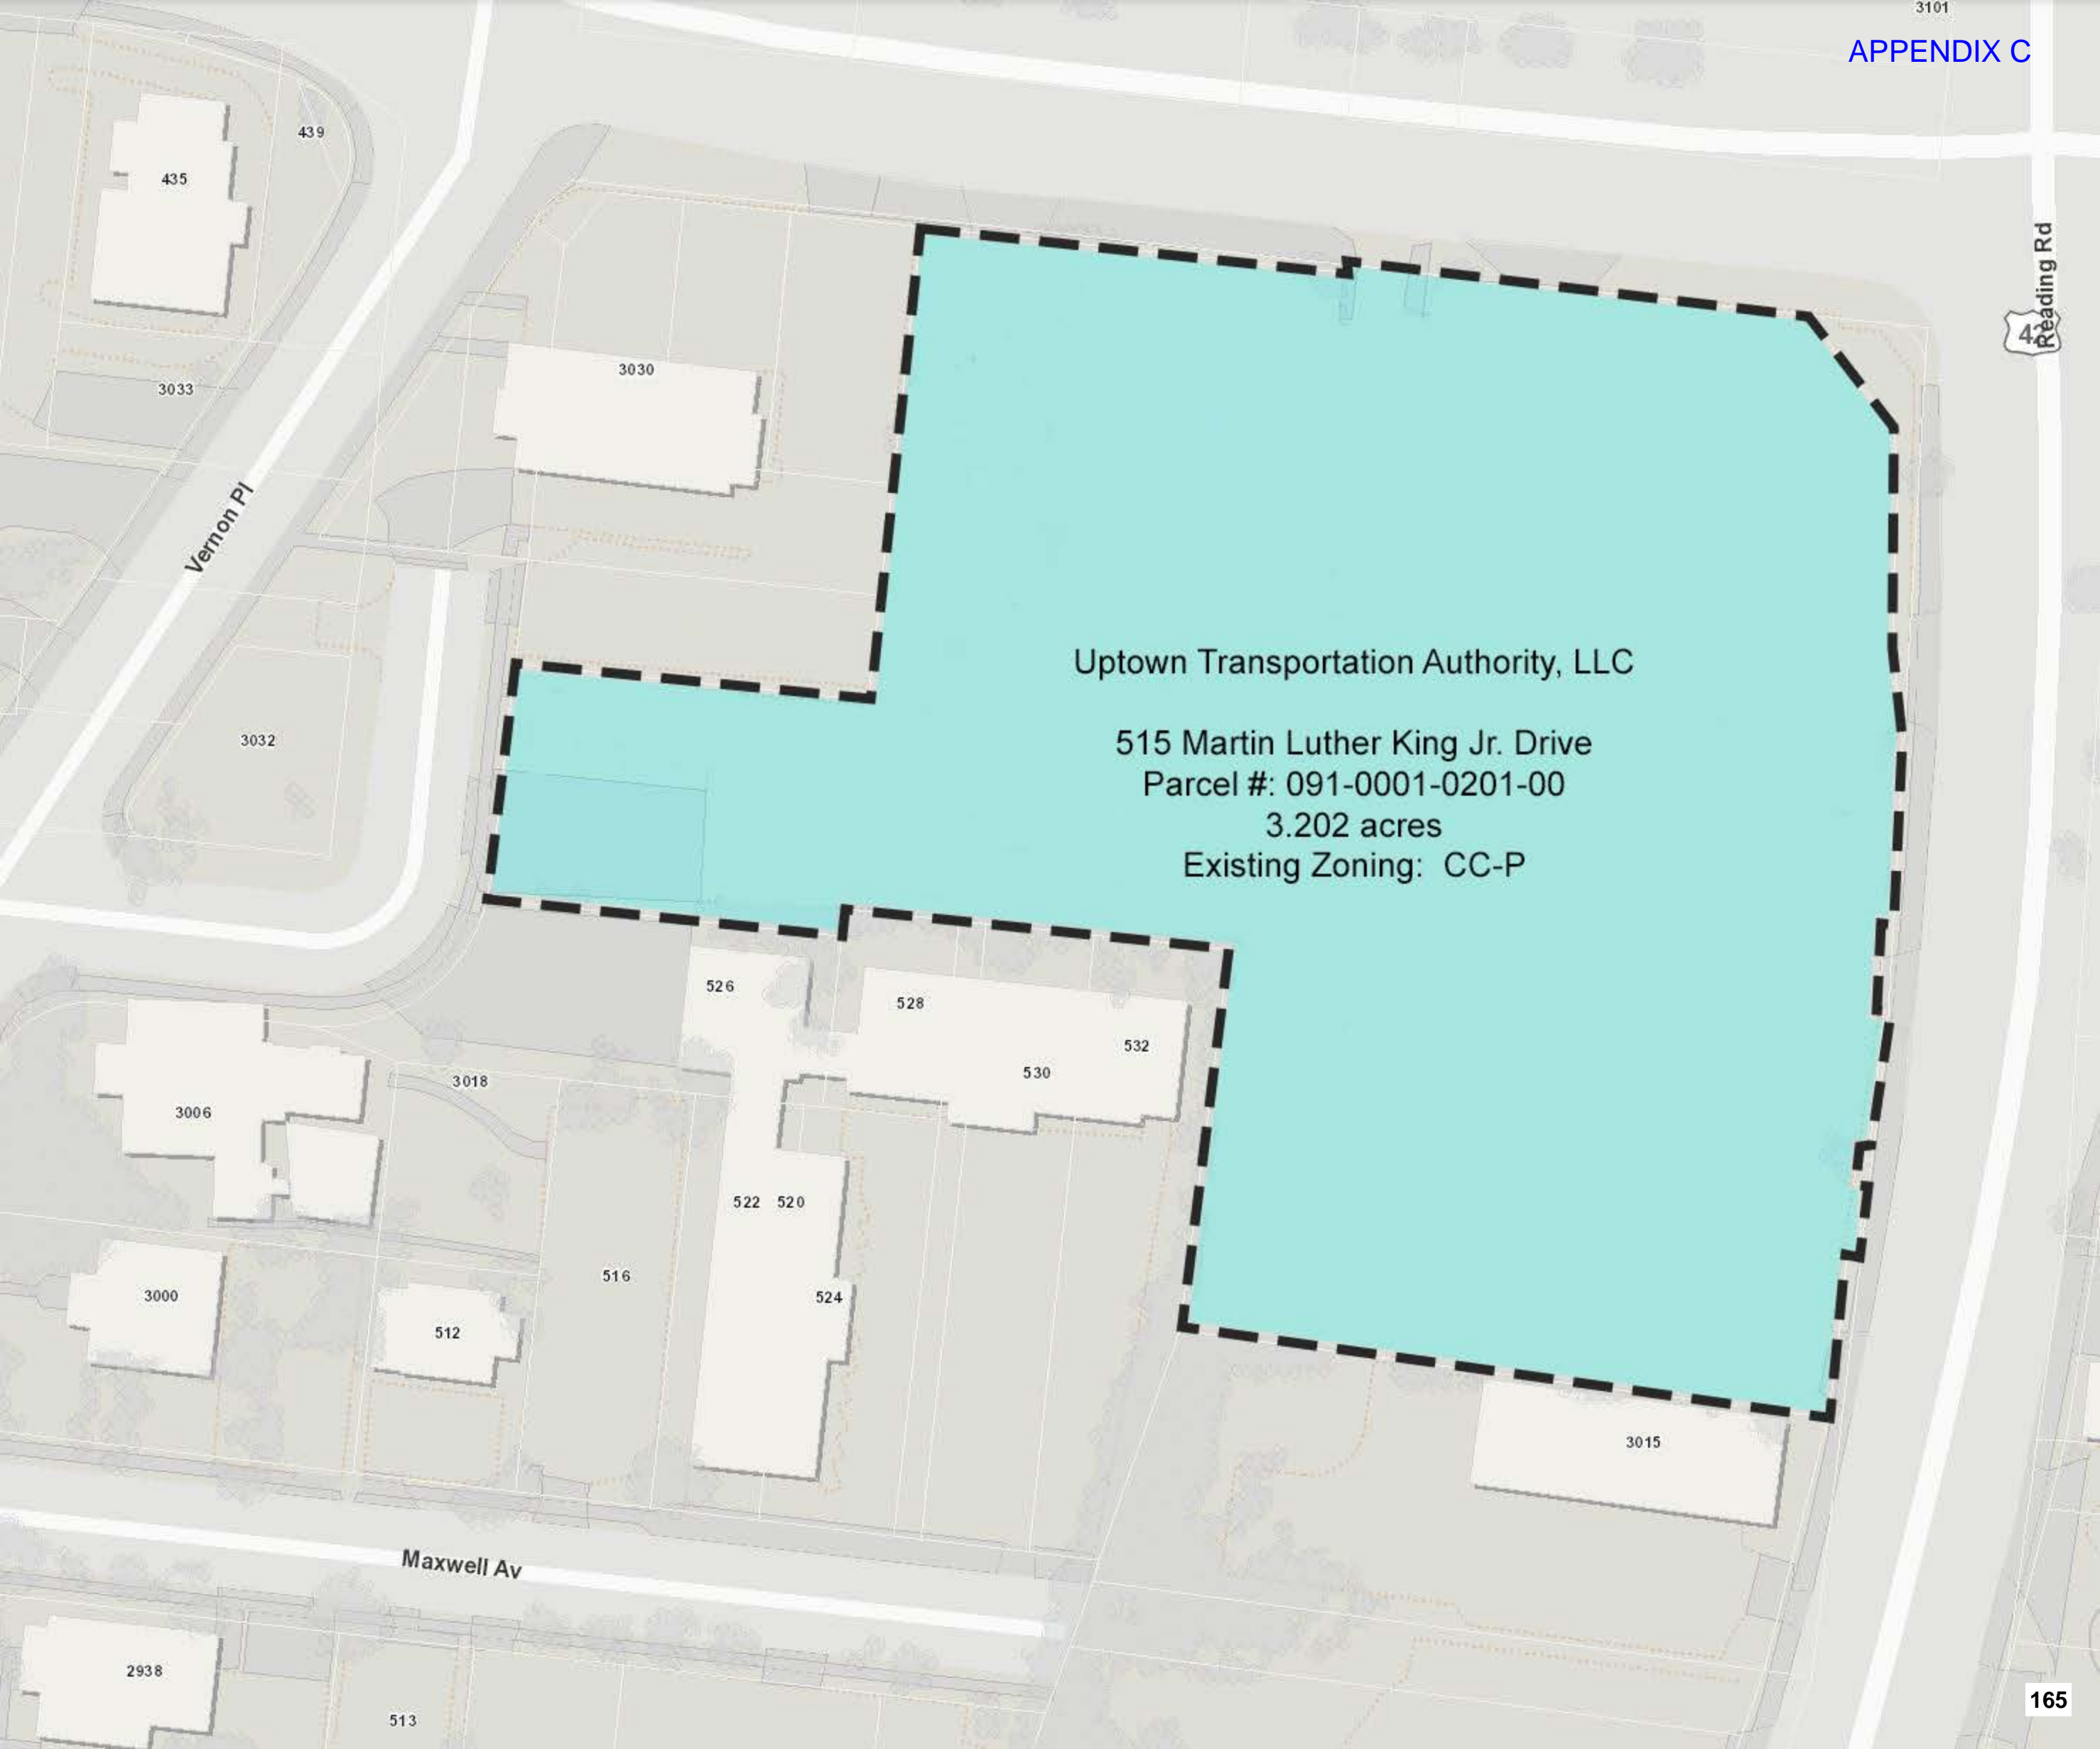 3101
APPENDIX C
439
435
Reading Rd
3030
3033
Vernon Pl
Uptown Transportation Authority, LLC
3032
515 Martin Luther King Jr. Drive
Parcel #: 091-0001-0201-00
3.202 acres
Existing Zoning: CC-P
526
528
532
530
3018
3006
522
520
516
3000
524
512
3015
Maxwell Av
2938
513
165